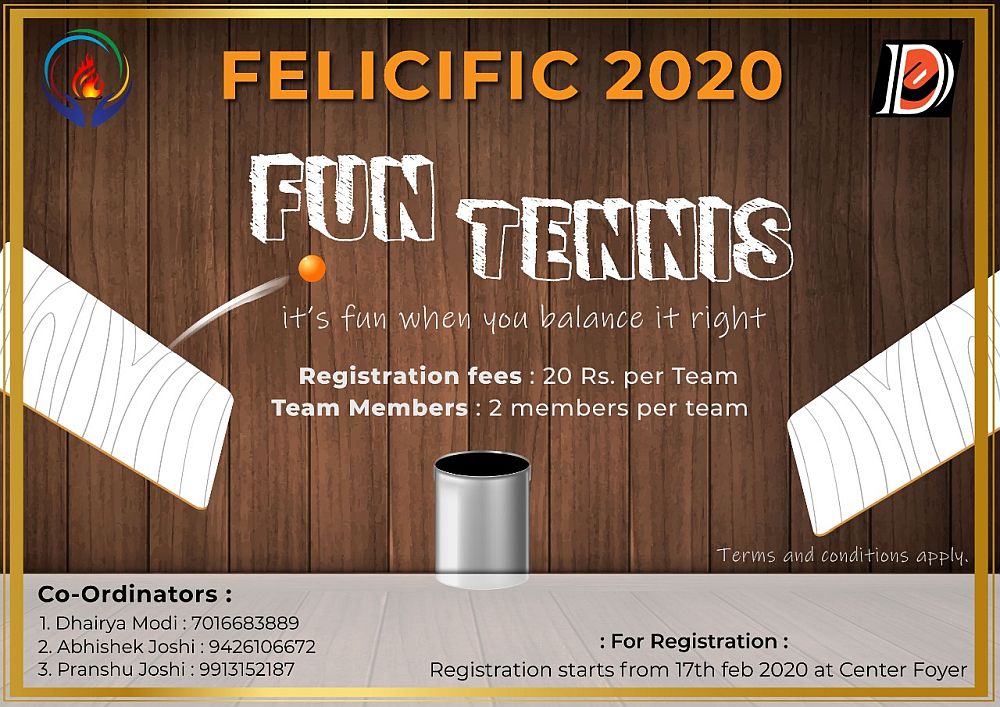 FELICIFIC 2020
FUN TENNIS
it's fun when you balance it right
Registration fees : 20 Rs. per Team
Team Members : 2 members per team
Terms and conditions apply.
Co-Ordinators :
1. Dhairya Modi : 7016683889
2. Abhishek Joshi : 9426106672
3. Pranshu Joshi : 9913152187
: For Registration :
Registration starts from 17th feb 2020 at Center Foyer